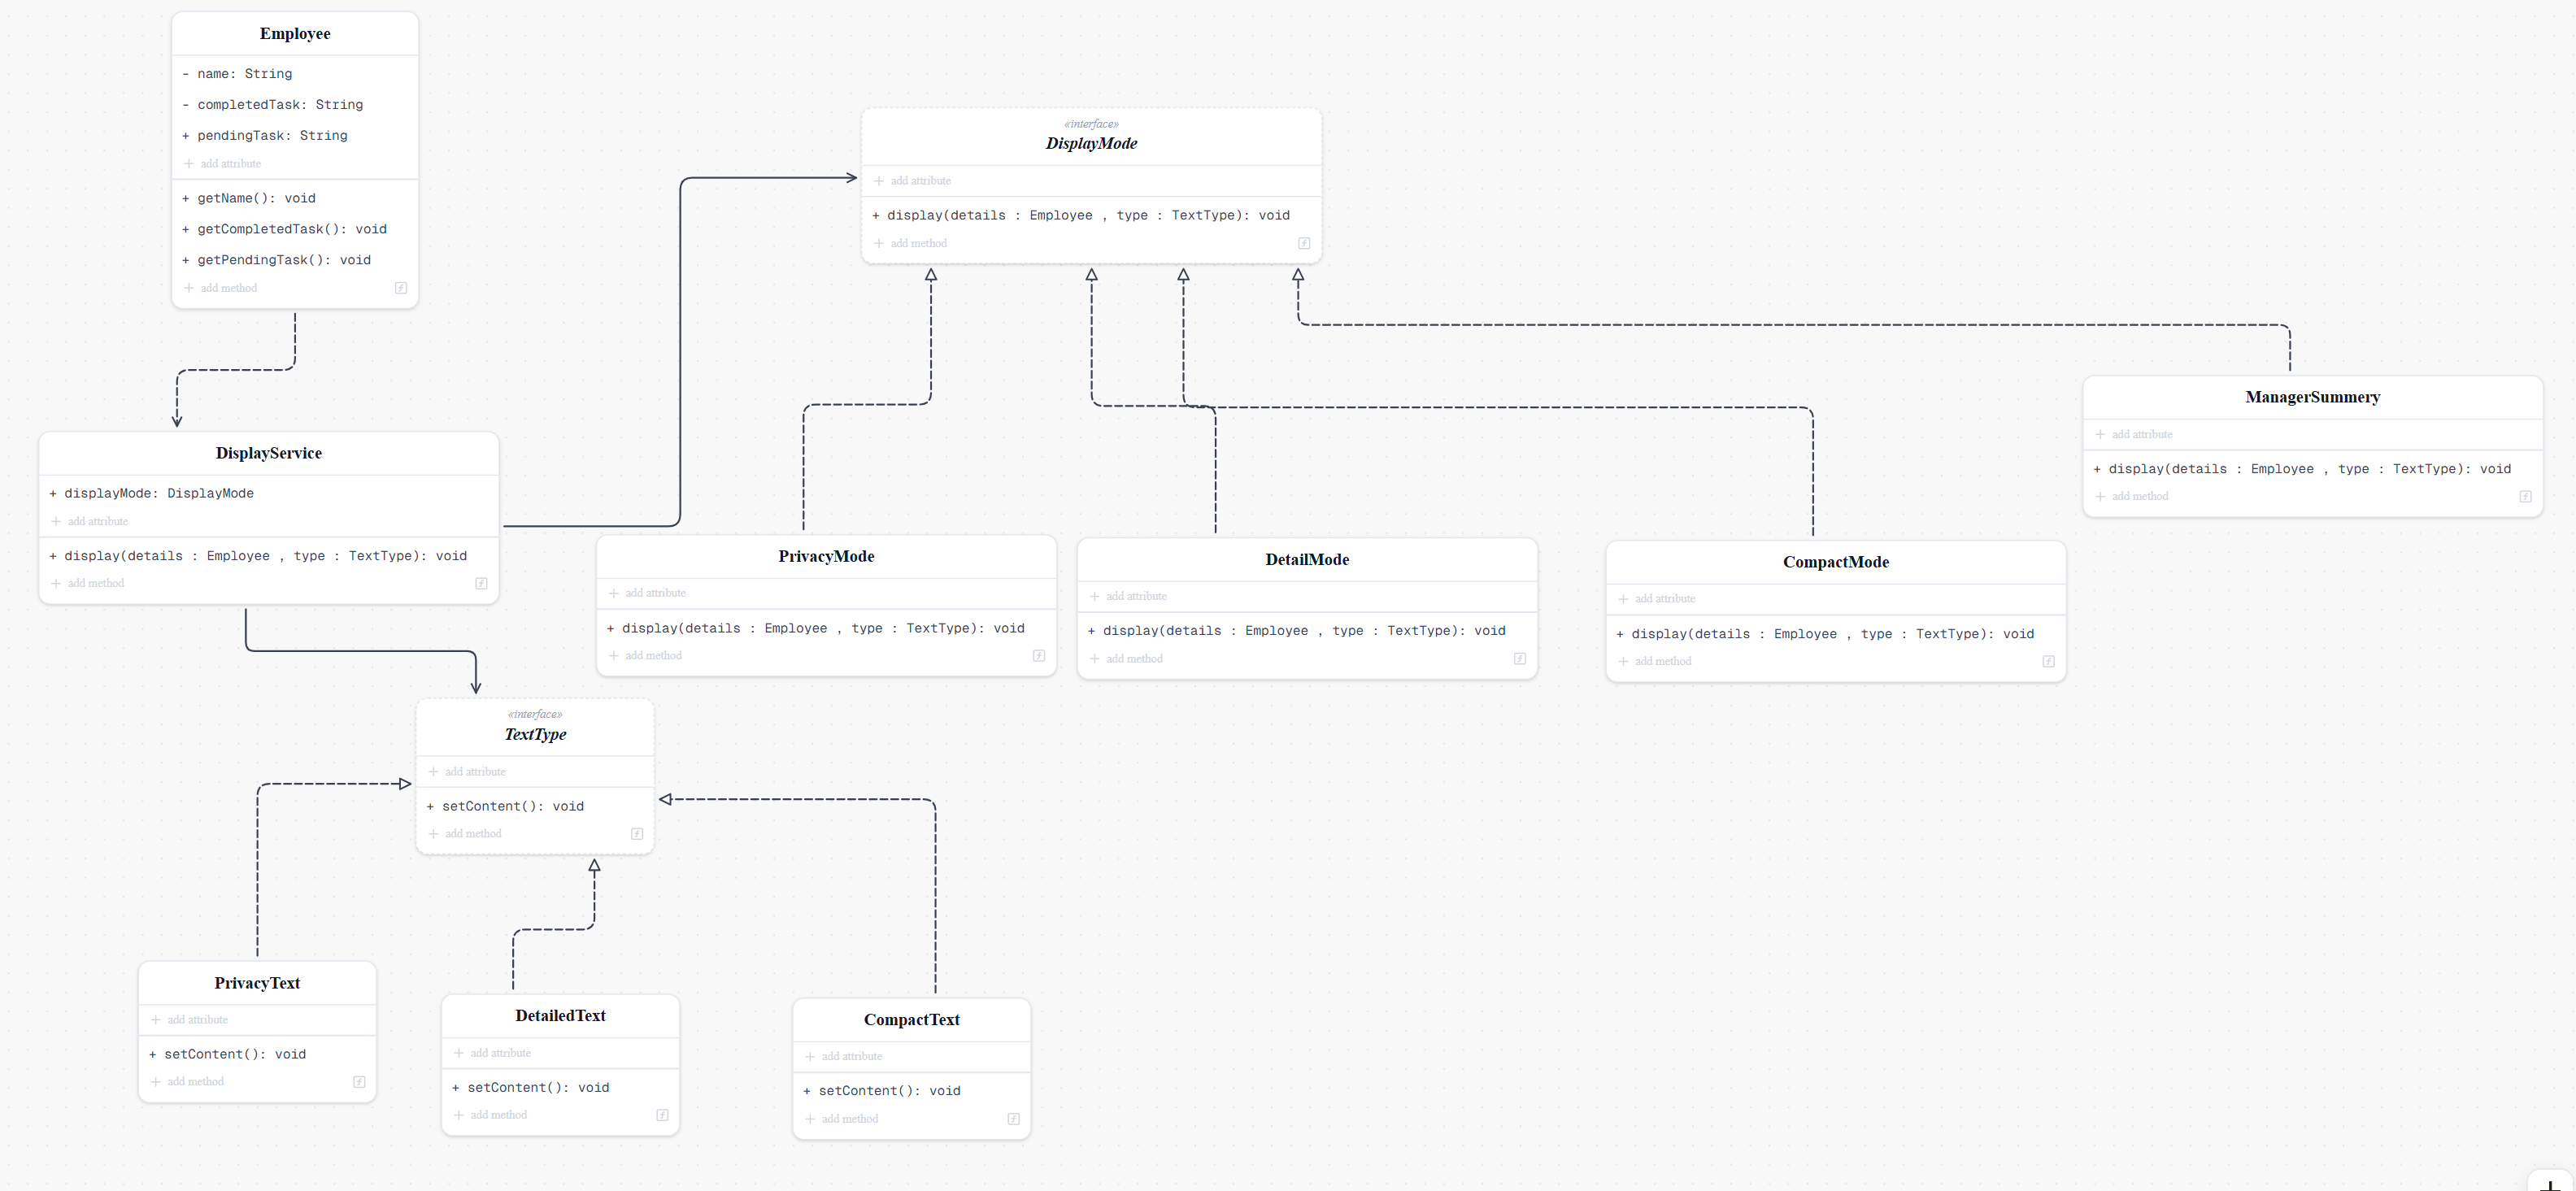 Employee
- name: String
- completedTask: String
+ pendingTask: String
+ add attribute
+ getName(): void
+ getCompletedTask(): void
+ getPendingTask(): void
+ add method
«interface»
DisplayMode
+ add attribute
+ display(details : Employee , type : TextType): void
+ add method
ManagerSummery
+ add attribute
+ display(details : Employee , type : TextType): void
+ add method
DisplayService
+ displayMode: DisplayMode
+ add attribute
+ display(details : Employee , type : TextType): void
+ add method
PrivacyMode
+ add attribute
+ display(details : Employee , type : TextType): void
+ add method
DetailMode
+ add attribute
+ display(details : Employee , type : TextType): void
+ add method
CompactMode
+ add attribute
+ display(details : Employee , type : TextType): void
+ add method
«interface»
TextType
+ add attribute
+ setContent(): void
+ add method
PrivacyText
+ add attribute
+ setContent(): void
+ add method
DetailedText
+ add attribute
+ setContent(): void
+ add method
CompactText
+ add attribute
+ setContent(): void
+ add method